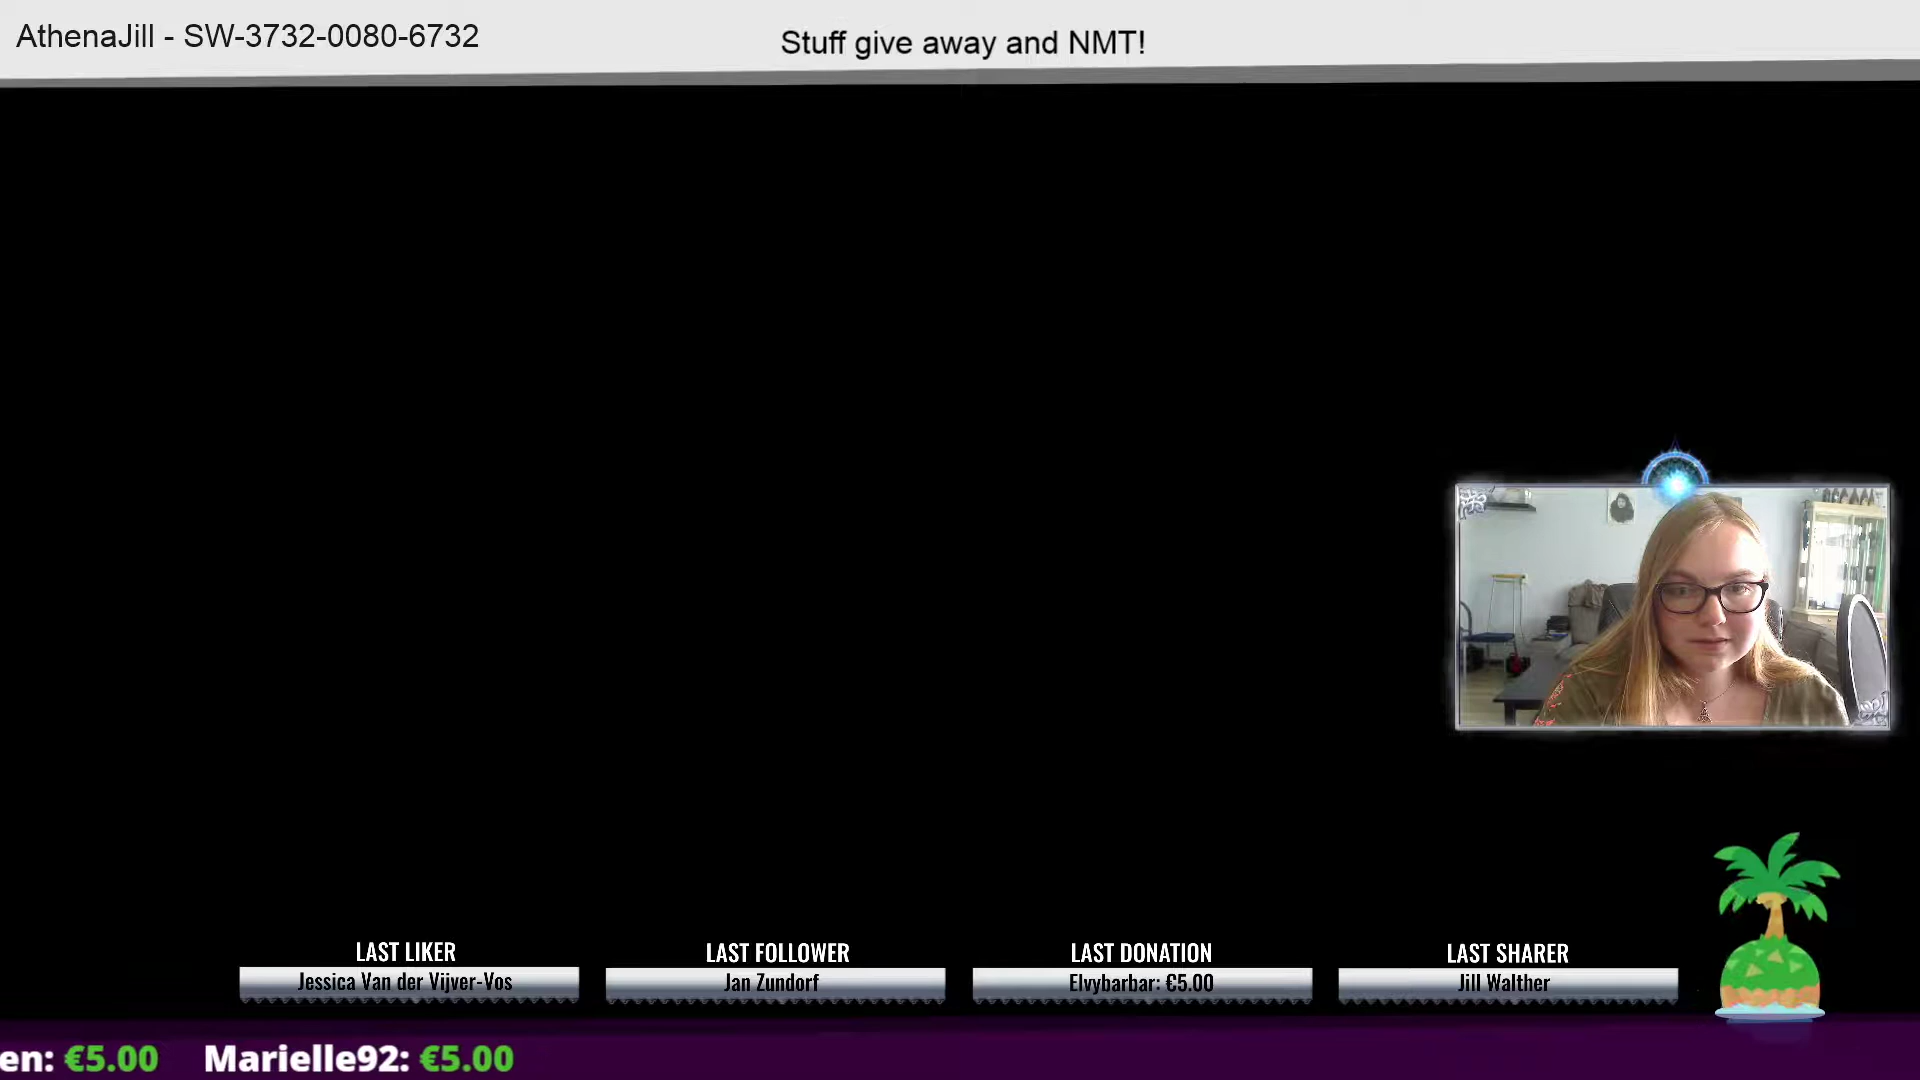 AthenaJill - SW-3732-0080-6732
Stuff give away and NMT!
LAST LIKER
Jessica Van der Vijver-Vos
LAST FOLLOWER
Jan Zundorf
LAST DONATION
Elvybarbar: €5.00
LAST SHARER
Jill Walther
en: €5.00 Marielle92: €5.00